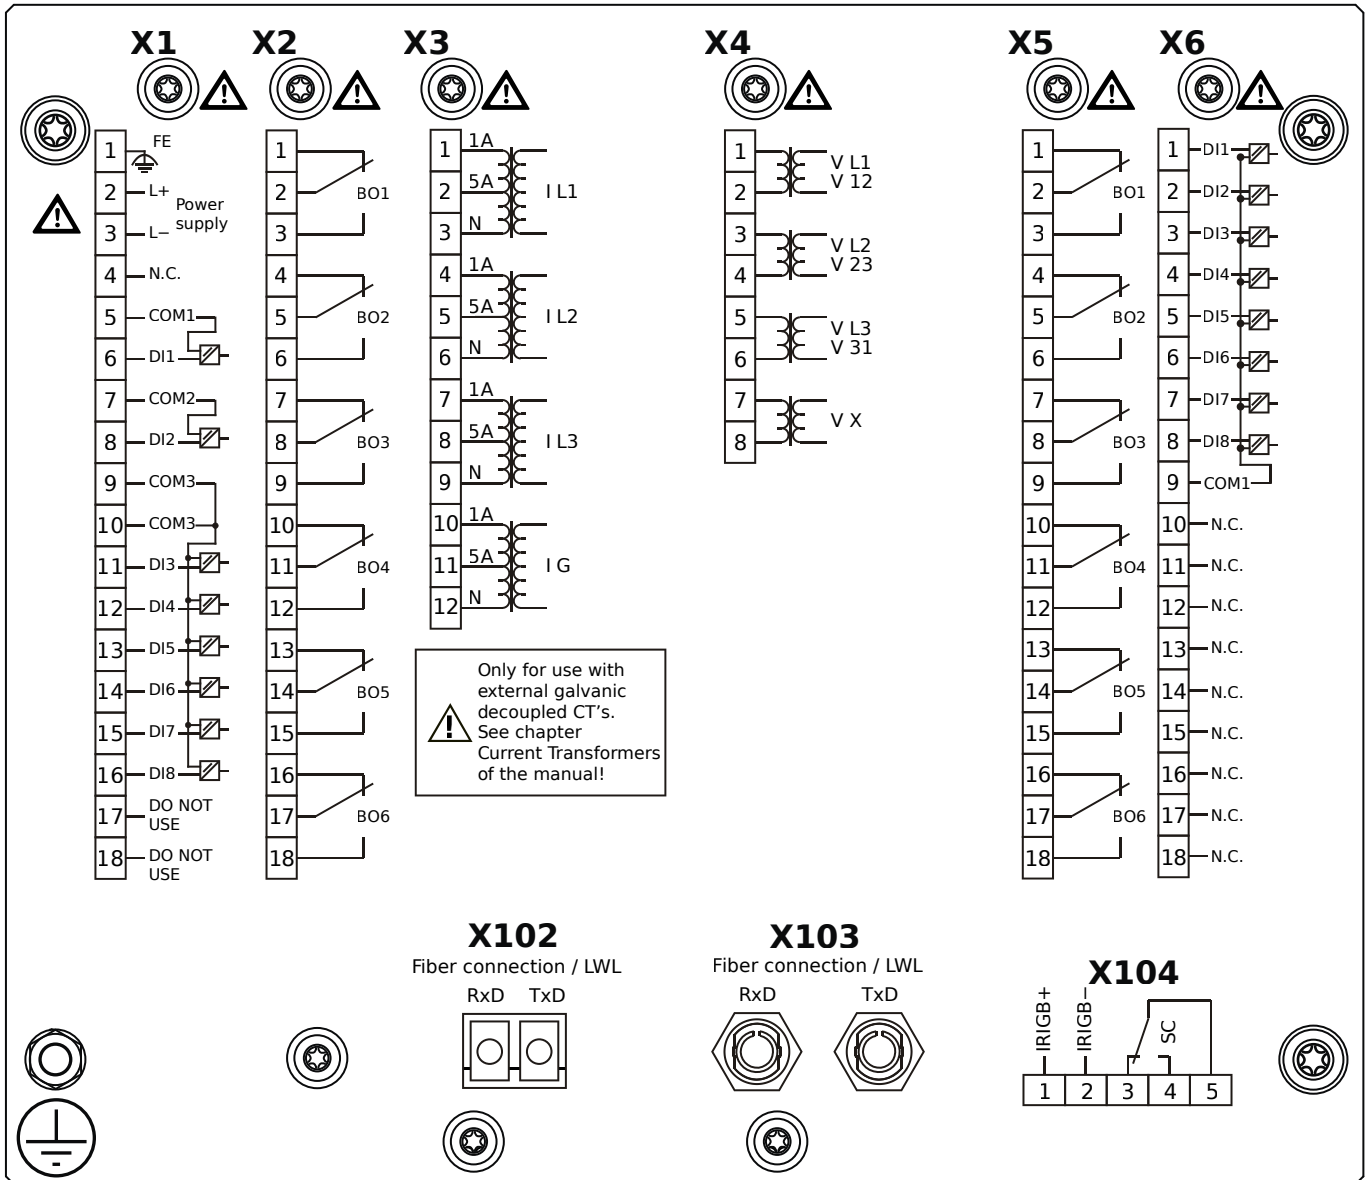 X1 X2 X3 X4 X5 X6
1 FE
2 L+
Power
supply
3 L−
4 N.C.
5 COM1
6 DI1
7 COM2
8 DI2
9 COM3
10 COM3
11 DI3
12 DI4
13 DI5
14 DI6
15 DI7
16 DI8
17 DO NOT
USE
18 DO NOT
USE
1
2 BO1
3
4
5 BO2
6
7
8 BO3
9
10
11 BO4
12
13
14 BO5
15
16
17 BO6
18
1 1A
2 5A I L1
3 N
4 1A
5 5A I L2
6 N
7 1A
8 5A I L3
9 N
10 1A
11 5A I G
12 N
Only for use with
external galvanic
decoupled CT's.
See chapter
Current Transformers
of the manual!
1 V L1
2 V 12
3 V L2
4 V 23
5 V L3
6 V 31
7 V X
8
1
2 BO1
3
4
5 BO2
6
7
8 BO3
9
10
11 BO4
12
13
14 BO5
15
16
17 BO6
18
1 DI1
2 DI2
3 DI3
4 DI4
5 DI5
6 DI6
7 DI7
8 DI8
9 COM1
10 N.C.
11 N.C.
12 N.C.
13 N.C.
14 N.C.
15 N.C.
16 N.C.
17 N.C.
18 N.C.
X102
Fiber connection / LWL
RxD TxD
X103
Fiber connection / LWL
RxD TxD
X104
IRIGB+
IRIGB−
SC
1 2 3 4 5